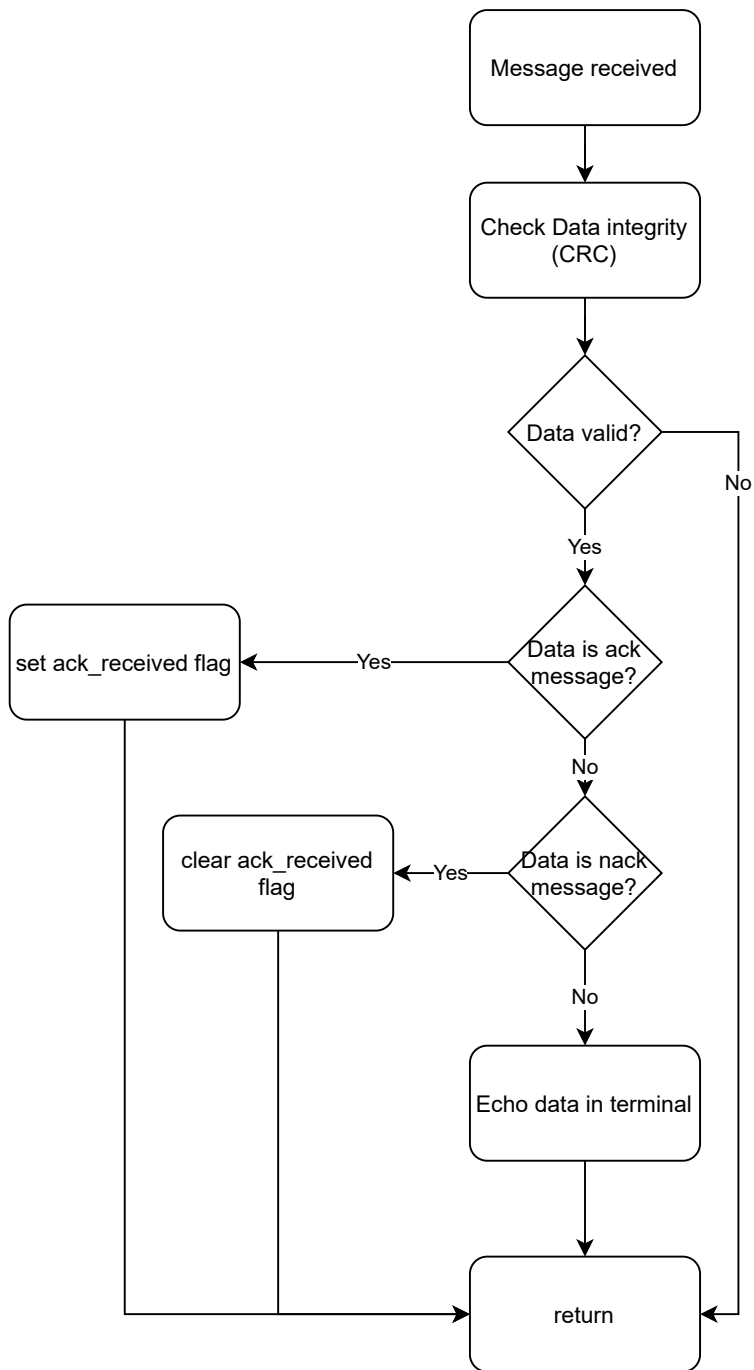 Message received
Check Data integrity
(CRC)
Data valid?
No
Yes
Data is ack
message?
Yes
set ack_received flag
No
Data is nack
message?
Yes
clear ack_received
flag
No
Echo data in terminal
return